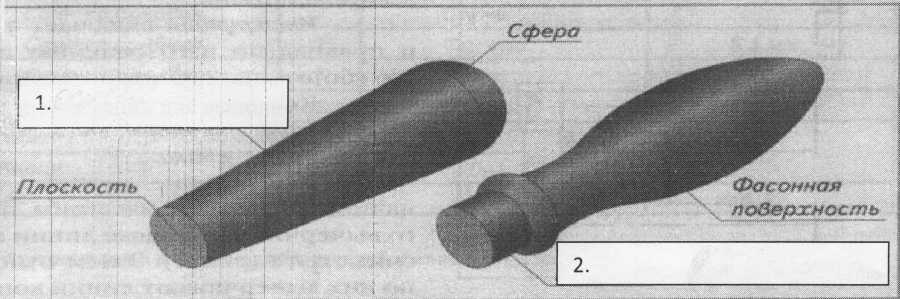 Сфера
1.
Плоскость
Фасонная
поверхность
2.